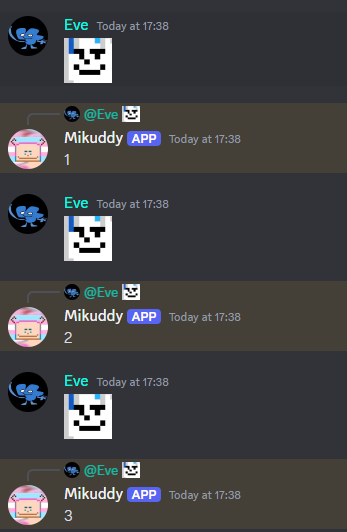 Eve Today at 17:38
@Eve
Mikuddy APP Today at 17:38
1
Eve Today at 17:38
@Eve
Mikuddy APP Today at 17:38
2
Eve Today at 17:38
@Eve
Mikuddy APP Today at 17:38
3